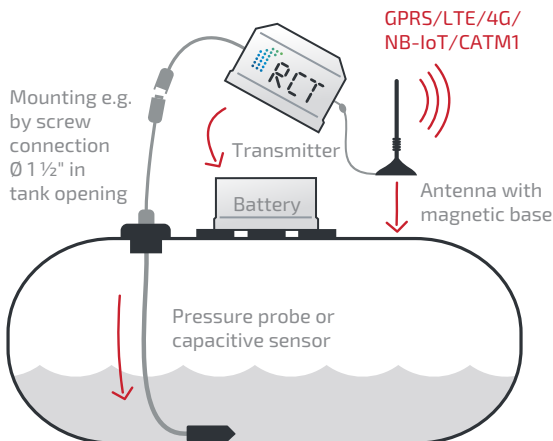 GPRS/LTE/4G/
NB-IoT/CATM1
RCT
Mounting e.g.
by screw
connection
Ø 1 ½" in
tank opening
Transmitter
Battery
Antenna with
magnetic base
Pressure probe or
capacitive sensor